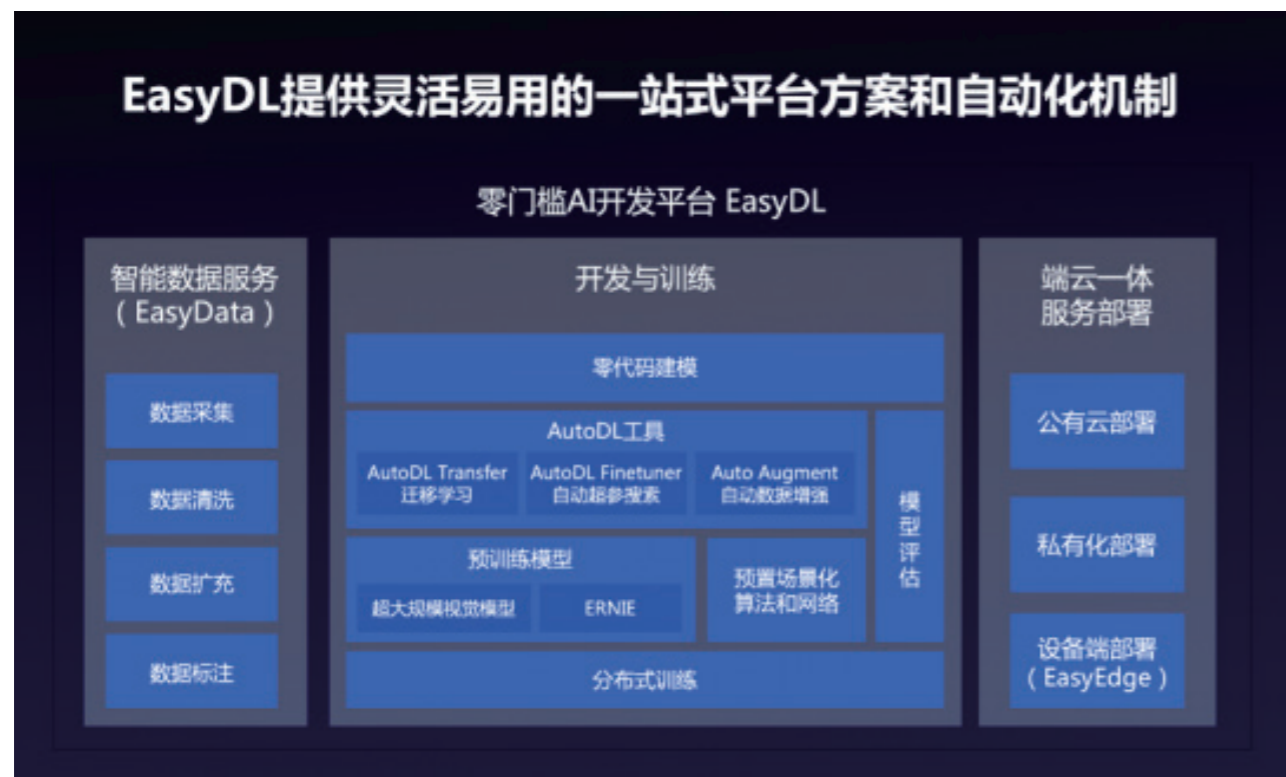 EasyDL提供灵活易用的一站式平台方案和自动化机制
零门槛AI开发平台 EasyDL
智能数据服务
（EasyData）
数据采集
数据清洗
数据扩充
数据标注
开发与训练
零代码建模
AutoDL工具
AutoDL Transfer
迁移学习
AutoDL Finetuner
自动超参搜素
Auto Augment
自动数据增强
预训练模型
超大规模视觉模型
ERNIE
预置场景化
算法和网络
模型评估
分布式训练
端云一体
服务部署
公有云部署
私有化部署
设备端部署
（EasyEdge）